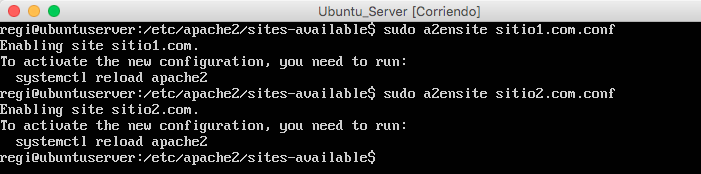 Ubuntu_Server [Corriendo]
regi@ubuntuserver:/etc/apache2/sites-available$ sudo a2ensite sitio1.com.conf
Enabling site sitio1.com.
To activate the new configuration, you need to run:
  systemctl reload apache2
regi@ubuntuserver:/etc/apache2/sites-available$ sudo a2ensite sitio2.com.conf
Enabling site sitio2.com.
To activate the new configuration, you need to run:
  systemctl reload apache2
regi@ubuntuserver:/etc/apache2/sites-available$